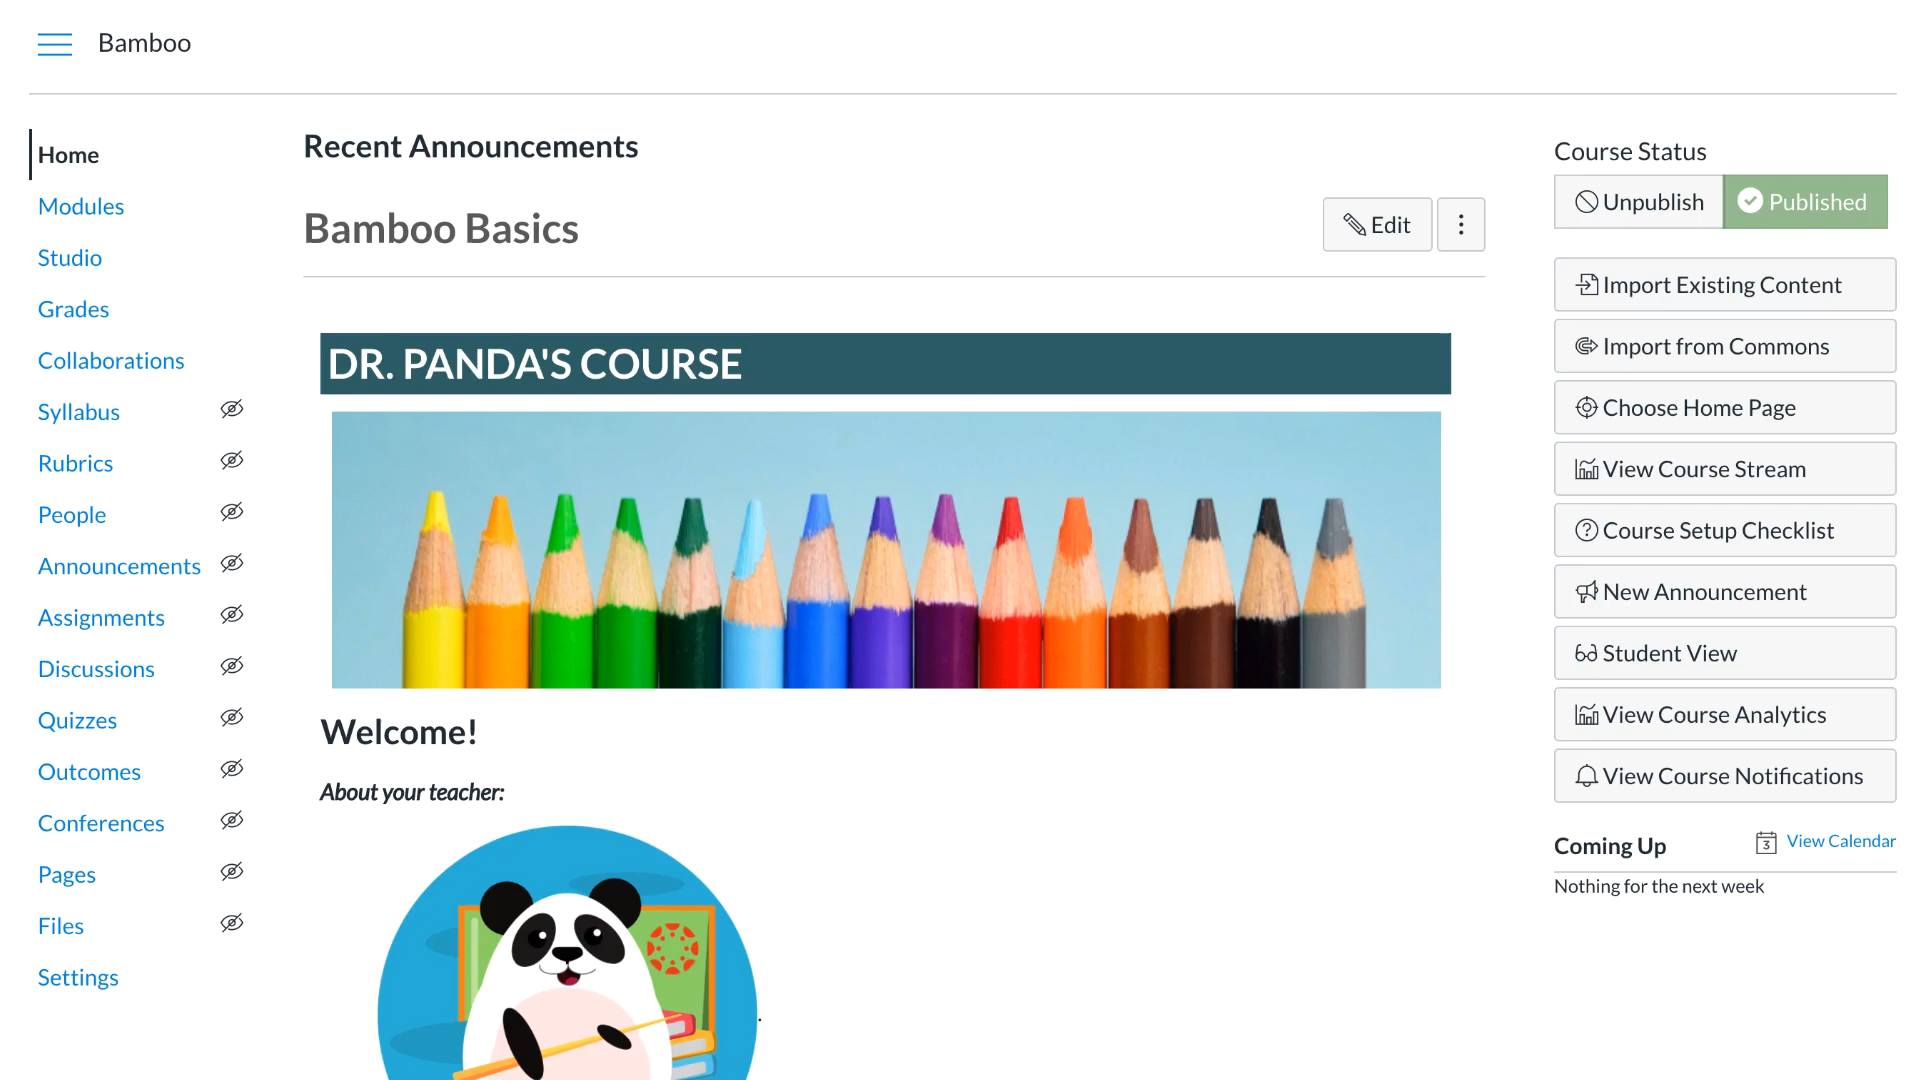 Bamboo
Home
Modules
Studio
Grades
Collaborations
Syllabus
Rubrics
People
Announcements
Assignments
Discussions
Quizzes
Outcomes
Conferences
Pages
Files
Settings
Recent Announcements
Bamboo Basics
Edit
DR. PANDA'S COURSE
Welcome!
About your teacher:
.
Course Status
Unpublish
Published
Import Existing Content
Import from Commons
Choose Home Page
View Course Stream
Course Setup Checklist
New Announcement
Student View
View Course Analytics
View Course Notifications
Coming Up
3
View Calendar
Nothing for the next week